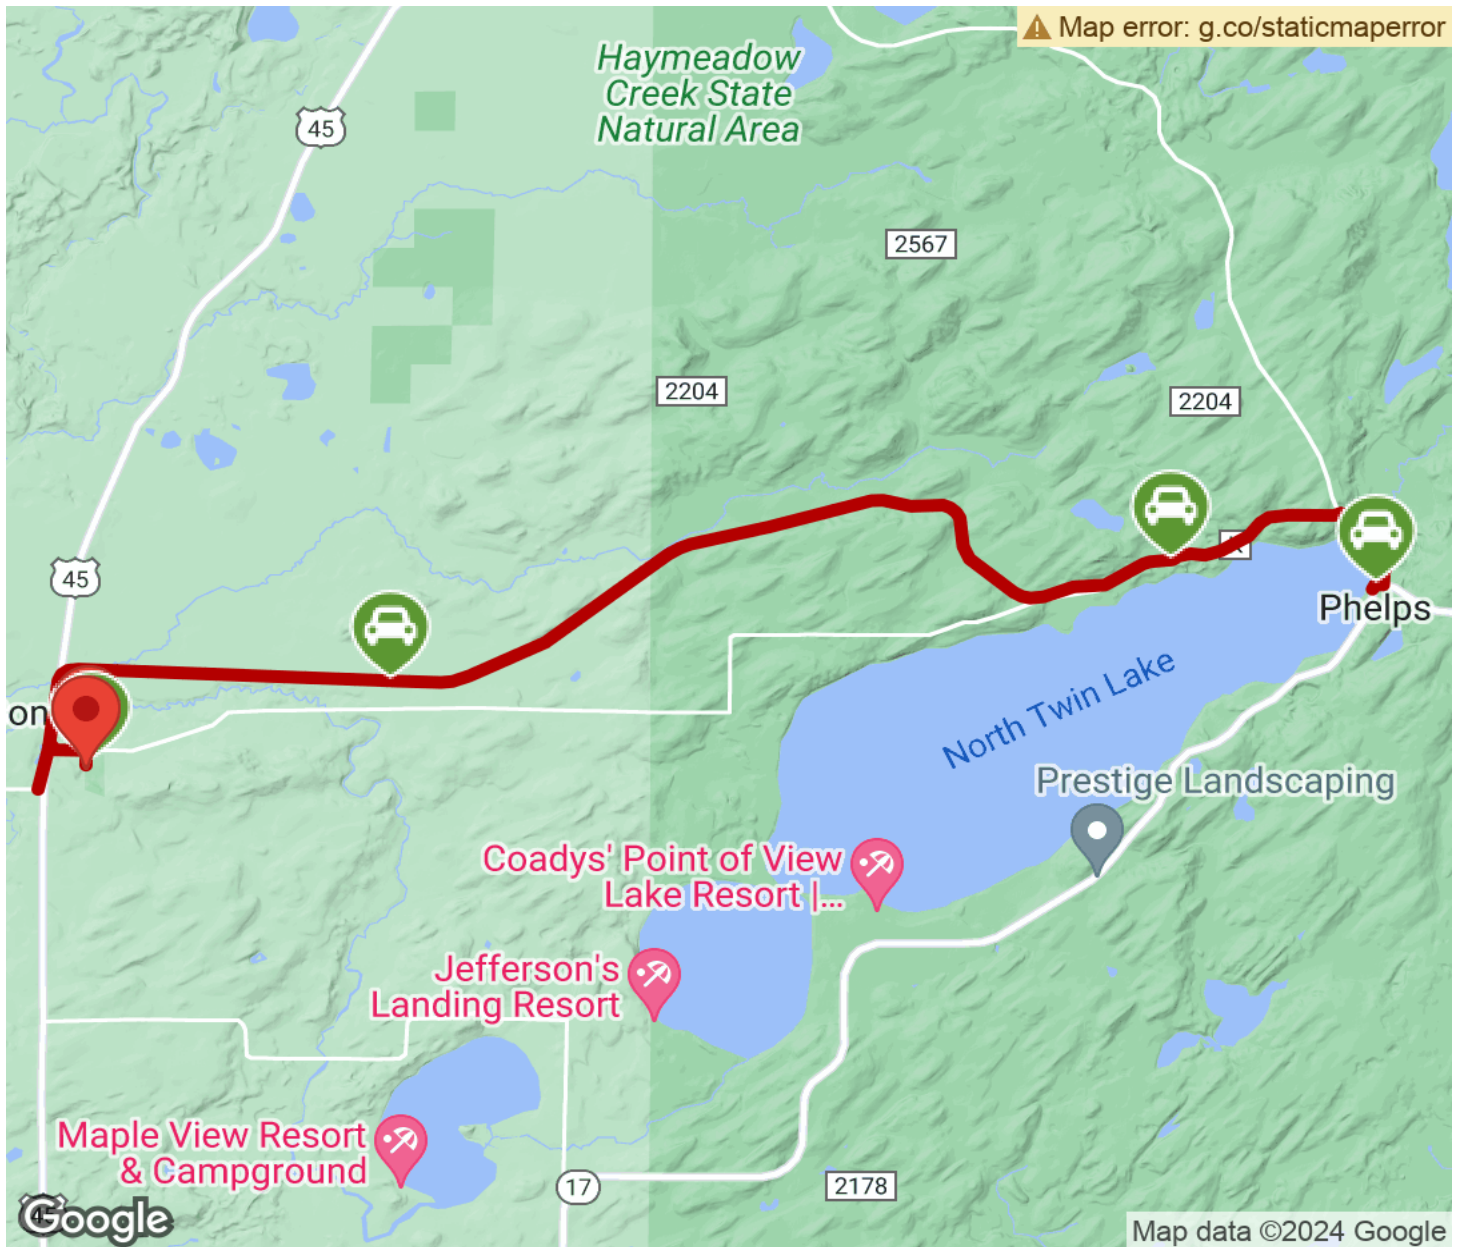 Map error: g.co/staticmaperror
Haymeadow
Creek State
Natural Area
45
2567
2204
2204
45
Phelps
on
North Twin Lake
Prestige Landscaping
Coadys' Point of View
Lake Resort |...
Jefferson's
Landing Resort
Maple View Resort
& Campground
17
2178
45
Google
Map data ©2024 Google